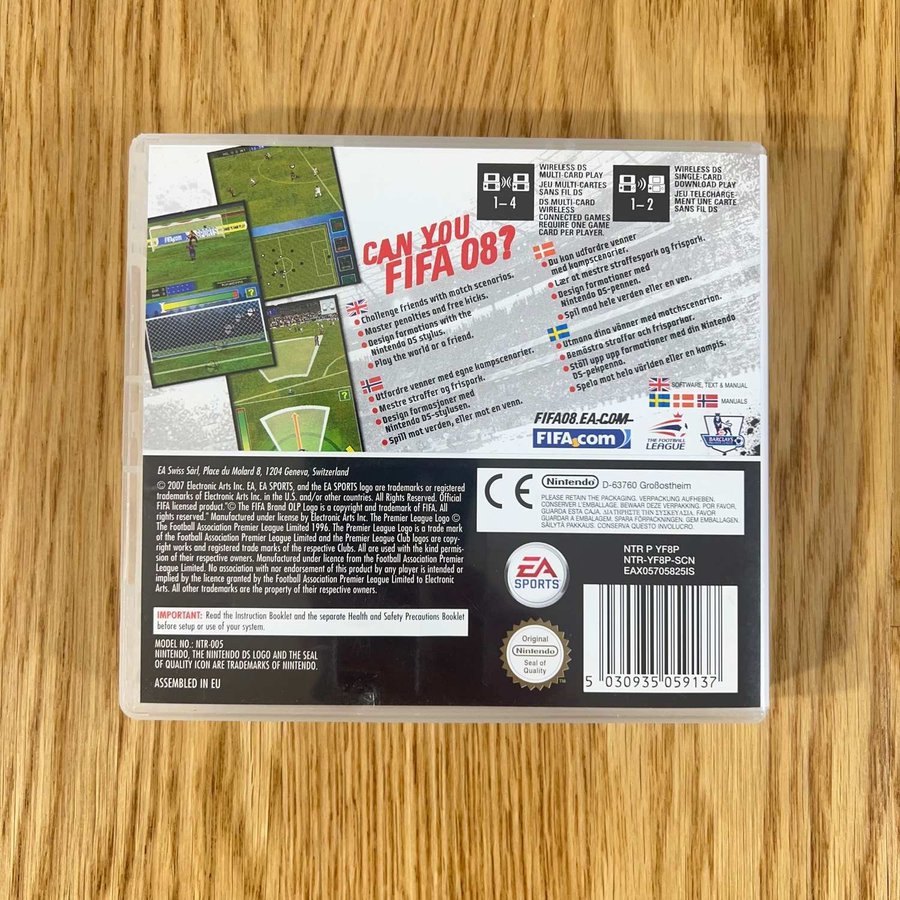 WIRELESS DS
MULTI-CARD PLAY
JEU MULTI-CARTES
SANS FIL DS
DS MULTI-CARD
WIRELESS
CONNECTED GAMES
REQUIRE ONE GAME
CARD PER PLAYER.
1–4
WIRELESS DS
SINGLE-CARD
DOWNLOAD PLAY
JEU TELECHARGE-
MENT UNE CARTE
SANS FIL DS
1–2
CAN YOU
FIFA 08?
Challenge friends with match scenarios.
Master penalties and free kicks.
Design formations with the
Nintendo DS stylus.
Play the world or a friend.
Utfordre venner med egne kampscenarier.
Mestre straffer og frispark.
Design formasjoner med
Nintendo DS-stylusen.
Spill mot verden, eller mot en venn.
Du kan udfordre venner
med kampscenarier.
Lær at mestre straffespark og frispark.
Design formationer med
Nintendo DS-pennen.
Spil mod hele verden eller en ven.
Utmana dina vänner med matchscenarion.
Bemästra straffar och frisparkar.
Ställ upp upp formationer med din Nintendo
DS-pekpenna.
Spela mot hela världen eller en kompis.
SOFTWARE, TEXT & MANUAL
MANUALS
FIFA08.EA.COM
FIFA.com
THE FOOTBALL
LEAGUE
BARCLAYS
EA Swiss Sàrl, Place du Molard 8, 1204 Geneva, Switzerland
© 2007 Electronic Arts Inc. EA, EA SPORTS, and the EA SPORTS logo are trademarks or registered
trademarks of Electronic Arts Inc. in the U.S. and/or other countries. All Rights Reserved. Official
FIFA licensed product."© The FIFA Brand OLP Logo is a copyright and trademark of FIFA. All
rights reserved." Manufactured under license by Electronic Arts Inc. The Premier League Logo ©
The Football Association Premier League Limited 1996. The Premier League Logo is a trade mark
of the Football Association Premier League Limited and the Premier League Club logos are copy-
right works and registered trade marks of the respective Clubs. All are used with the kind permis-
sion of their respective owners. Manufactured under licence from the Football Association Premier
League Limited. No association with nor endorsement of this product by any player is intended or
implied by the licence granted by the Football Association Premier League Limited to Electronic
Arts. All other trademarks are the property of their respective owners.
IMPORTANT: Read the Instruction Booklet and the separate Health and Safety Precautions Booklet
before setup or use of your system.
MODEL NO.: NTR-005
NINTENDO, THE NINTENDO DS LOGO AND THE SEAL
OF QUALITY ICON ARE TRADEMARKS OF NINTENDO.
ASSEMBLED IN EU
CE
Nintendo D-63760 Großostheim
PLEASE RETAIN THE PACKAGING. VERPACKUNG AUFHEBEN.
GUARDA ESTA CAJA. ΔΙΑΤΗΡΕΙΣΤΕ ΤΗΝ ΣΥΣΚΕΥΑΣΙΑ. POR FAVOR,
GUARDAR A EMBALAGEM. SPARA FÖRPACKNINGEN. GEM EMBALLAGEN.
SÄILYTÄ PAKKAUS. CONSERVA QUESTO INVOLUCRO.
EA
SPORTS
NTR P YF8P
NTR-YF8P-SCN
EAX05705825IS
Original
Nintendo
Seal of
Quality
TM
5 030935 059137